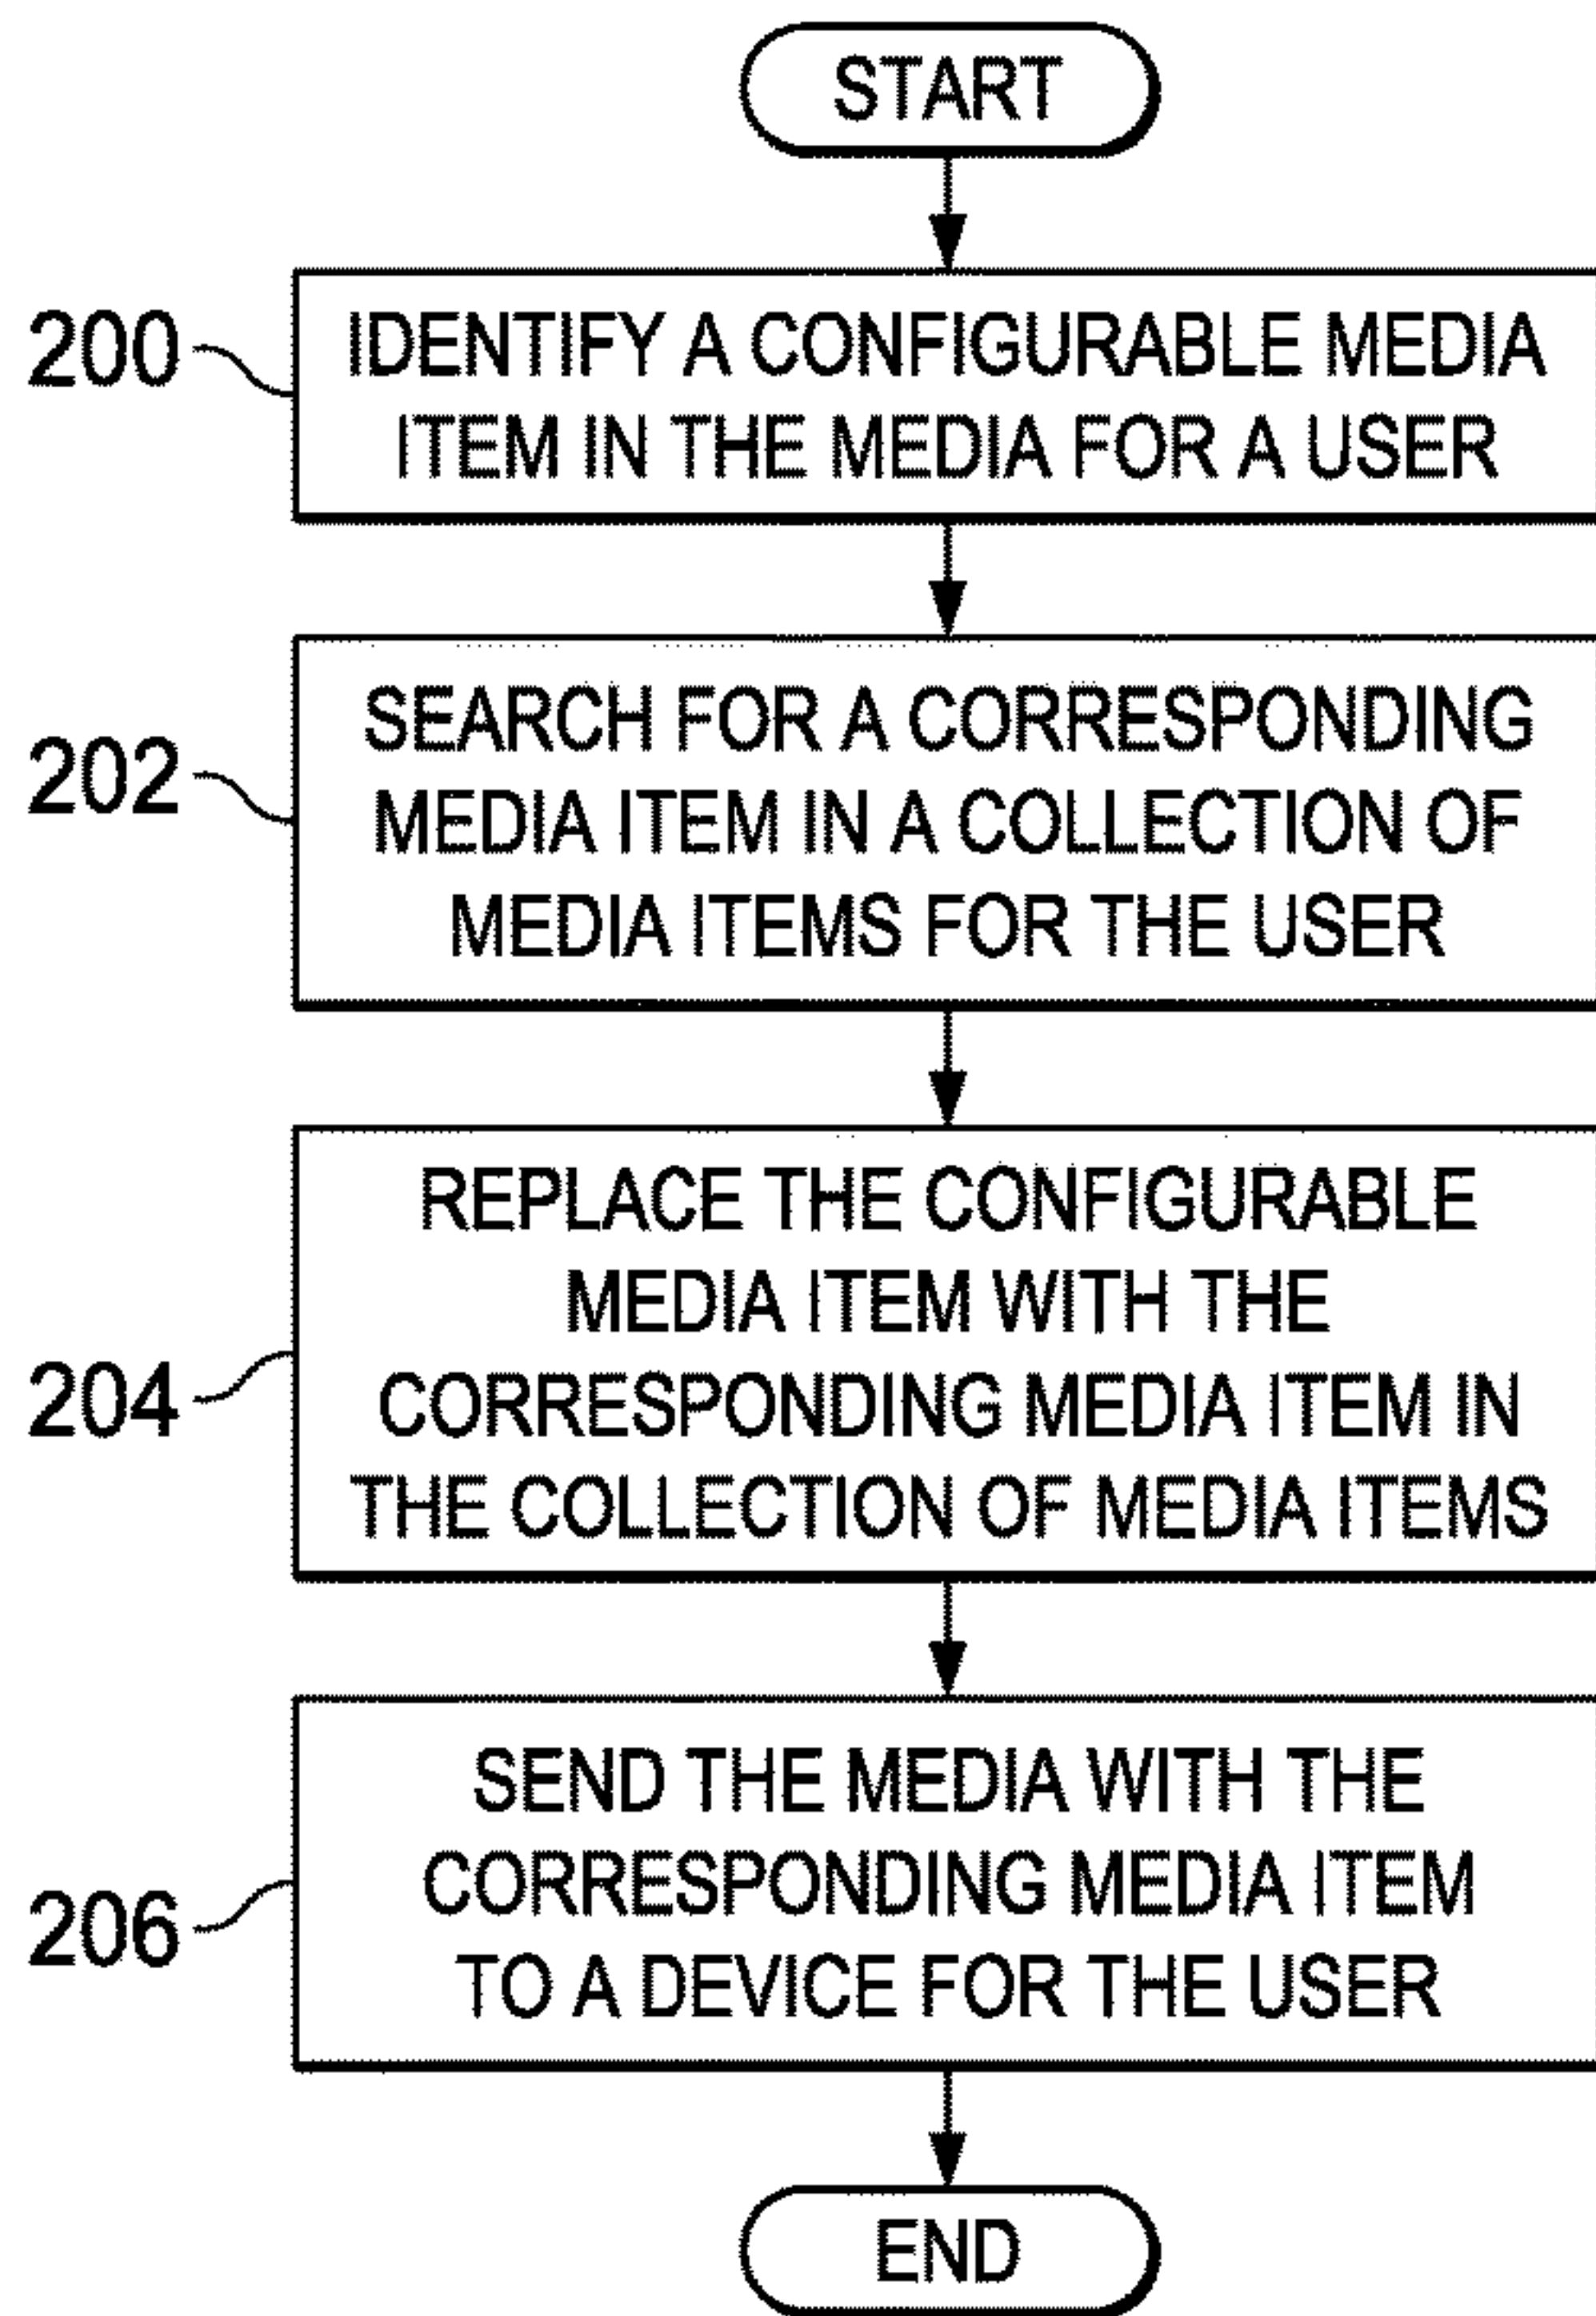 START
200
IDENTIFY A CONFIGURABLE MEDIA
ITEM IN THE MEDIA FOR A USER
202
SEARCH FOR A CORRESPONDING
MEDIA ITEM IN A COLLECTION OF
MEDIA ITEMS FOR THE USER
204
REPLACE THE CONFIGURABLE
MEDIA ITEM WITH THE
CORRESPONDING MEDIA ITEM IN
THE COLLECTION OF MEDIA ITEMS
206
SEND THE MEDIA WITH THE
CORRESPONDING MEDIA ITEM
TO A DEVICE FOR THE USER
END